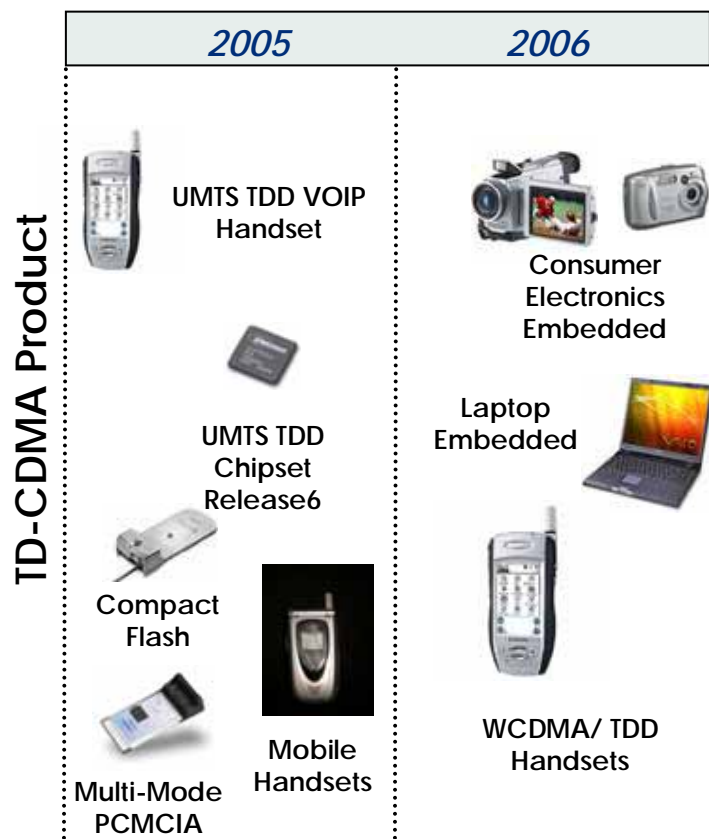 2005
2006
TD-CDMA Product
UMTS TDD VOIP
Handset
UMTS TDD
Chipset
Release6
Compact
Flash
Multi-Mode
PCMCIA
Mobile
Handsets
Consumer
Electronics
Embedded
Laptop
Embedded
WCDMA/ TDD
Handsets